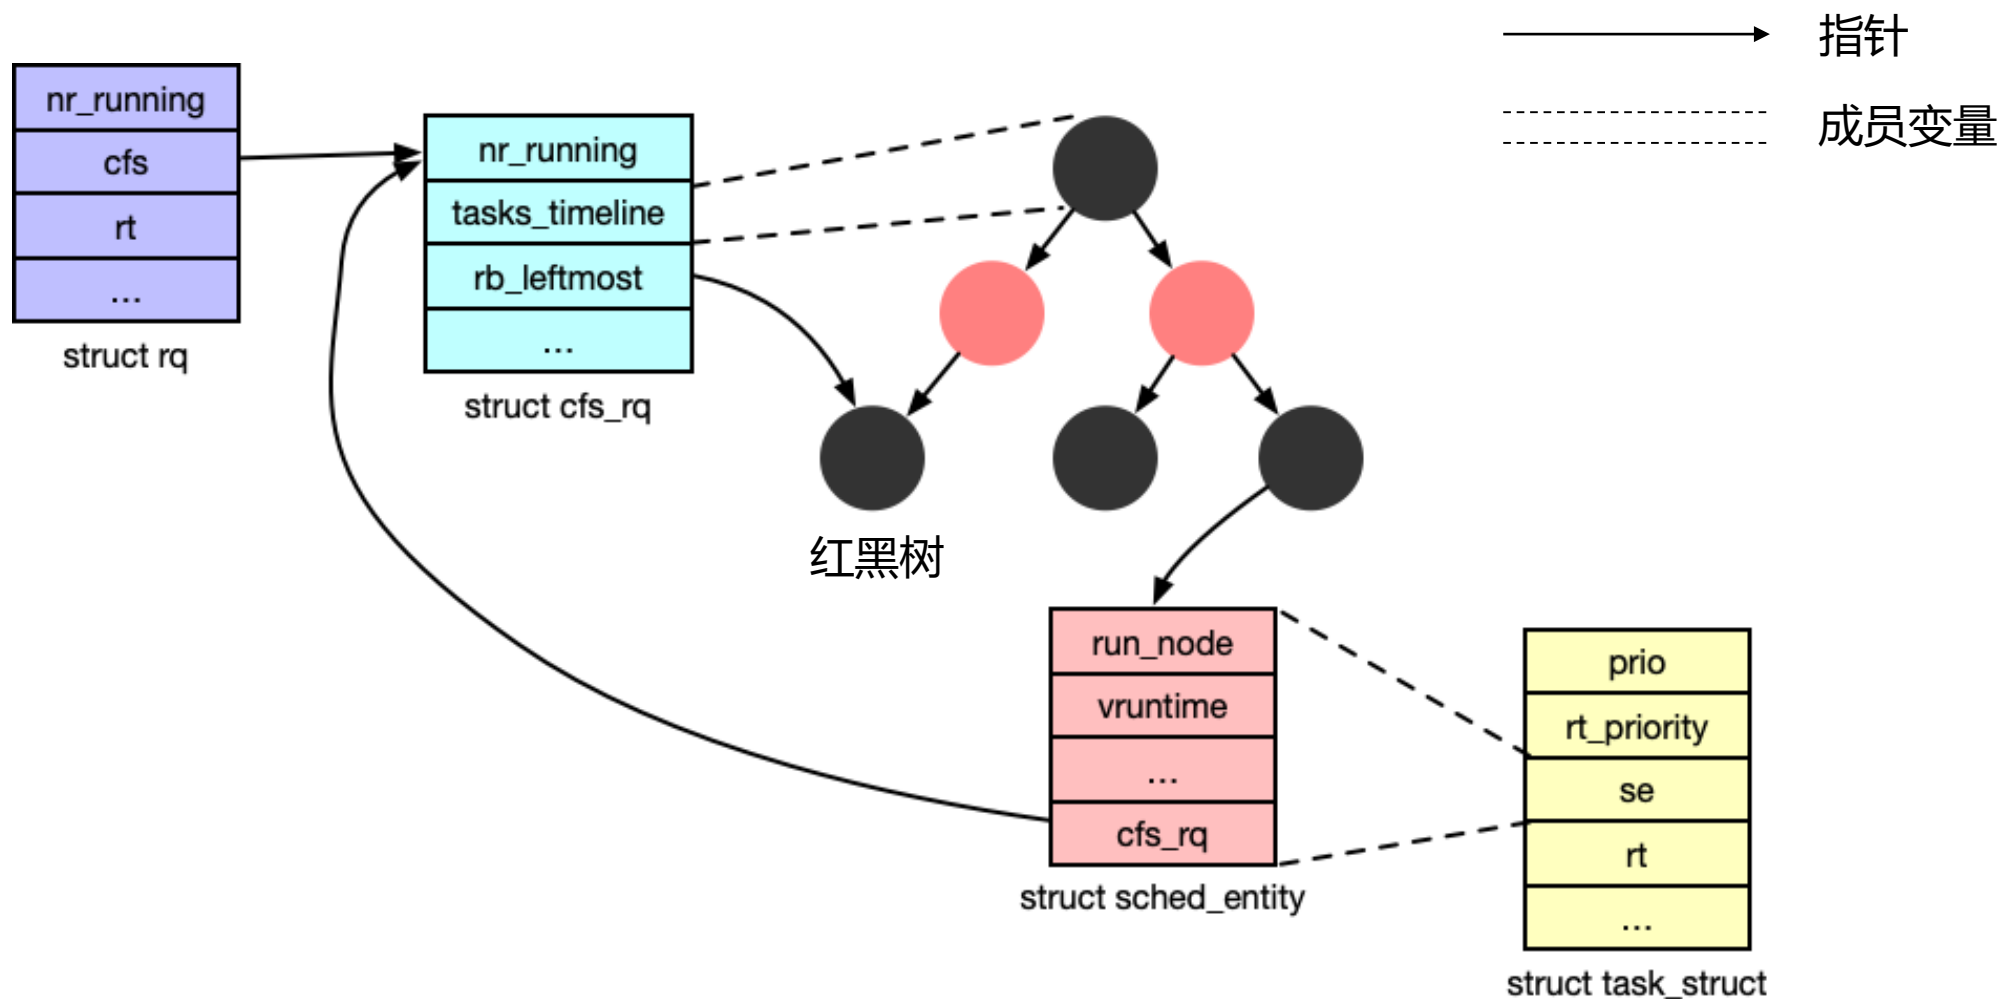 指针
成员变量
nr_running
cfs
rt
...
struct rq
nr_running
tasks_timeline
rb_leftmost
...
struct cfs_rq
红黑树
run_node
vruntime
...
cfs_rq
struct sched_entity
prio
rt_priority
se
rt
...
struct task_struct